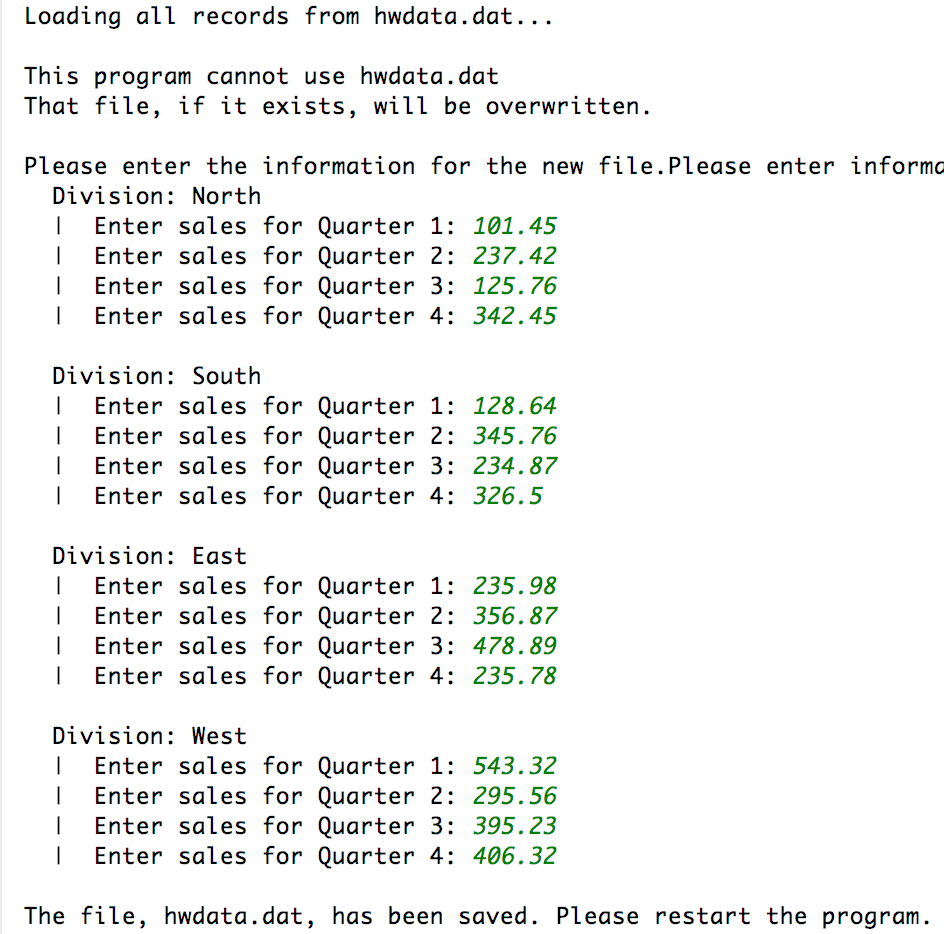 Loading all records from hwdata.dat...
This program cannot use hwdata.dat
That file, if it exists, will be overwritten.
Please enter the information for the new file.Please enter
Division: North
| Enter sales for Quarter 1: 101.45
| Enter sales for Quarter 2: 237.42
| Enter sales for Quarter 3: 125.76
| Enter sales for Quarter 4: 342.45
Division: South
| Enter sales for Quarter 1: 128.64
| Enter sales for Quarter 2: 345.76
| Enter sales for Quarter 3: 234.87
| Enter sales for Quarter 4: 326.5
Division: East
| Enter sales for Quarter 1: 235.98
| Enter sales for Quarter 2: 356.87
| Enter sales for Quarter 3: 478.89
| Enter sales for Quarter 4: 235.78
Division: West
| Enter sales for Quarter 1: 543.32
| Enter sales for Quarter 2: 295.56
| Enter sales for Quarter 3: 395.23
| Enter sales for Quarter 4: 406.32
The file, hwdata.dat, has been saved. Please restart the program.